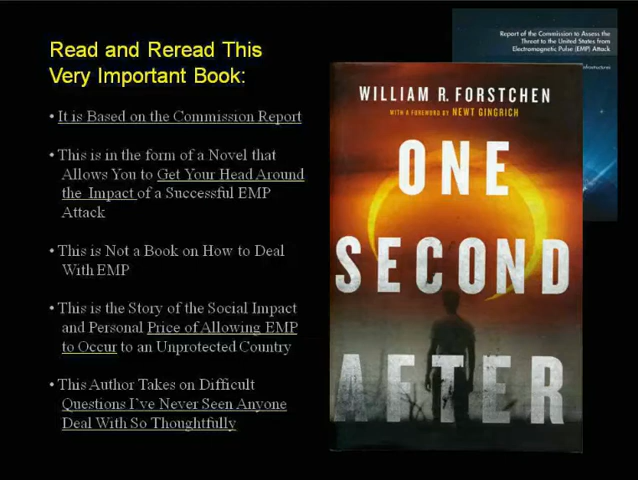 Read and Reread This
Very Important Book:
• It is Based on the Commission Report
• This is in the form of a Novel that
Allows You to Get Your Head Around
the Impact of a Successful EMP
Attack
• This is Not a Book on How to Deal
With EMP
• This is the Story of the Social Impact
and Personal Price of Allowing EMP
to Occur to an Unprotected Country
• This Author Takes on Difficult
Questions I've Never Seen Anyone
Deal With So Thoughtfully
Report of the Commission to Assess the
Threat to the United States from
Electromagnetic Pulse (EMP) Attack
WILLIAM R. FORSTCHEN
WITH A FOREWORD BY NEWT GINGRICH
ONE
SECOND
AFTER